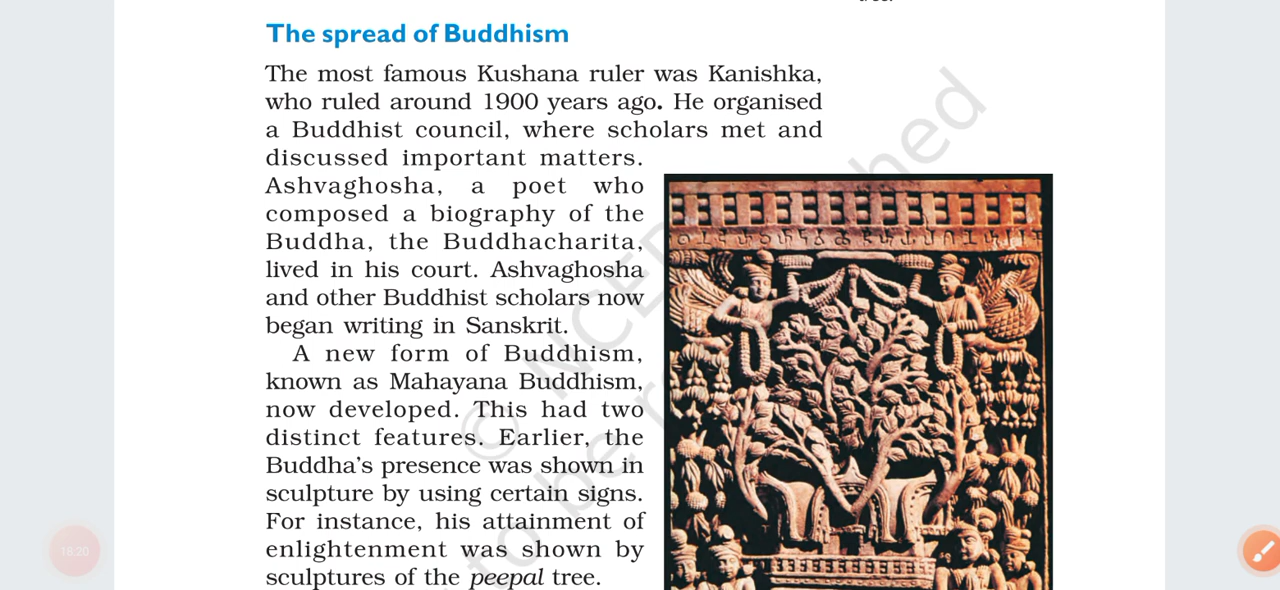 The spread of Buddhism
The most famous Kushana ruler was Kanishka,
who ruled around 1900 years ago. He organised
a Buddhist council, where scholars met and
discussed important matters.
Ashvaghosha, a poet who
composed a biography of the
Buddha, the Buddhacharita,
lived in his court. Ashvaghosha
and other Buddhist scholars now
began writing in Sanskrit.
A new form of Buddhism,
known as Mahayana Buddhism,
now developed. This had two
distinct features. Earlier, the
Buddha’s presence was shown in
sculpture by using certain signs.
For instance, his attainment of
enlightenment was shown by
sculptures of the peepal tree.
18:20